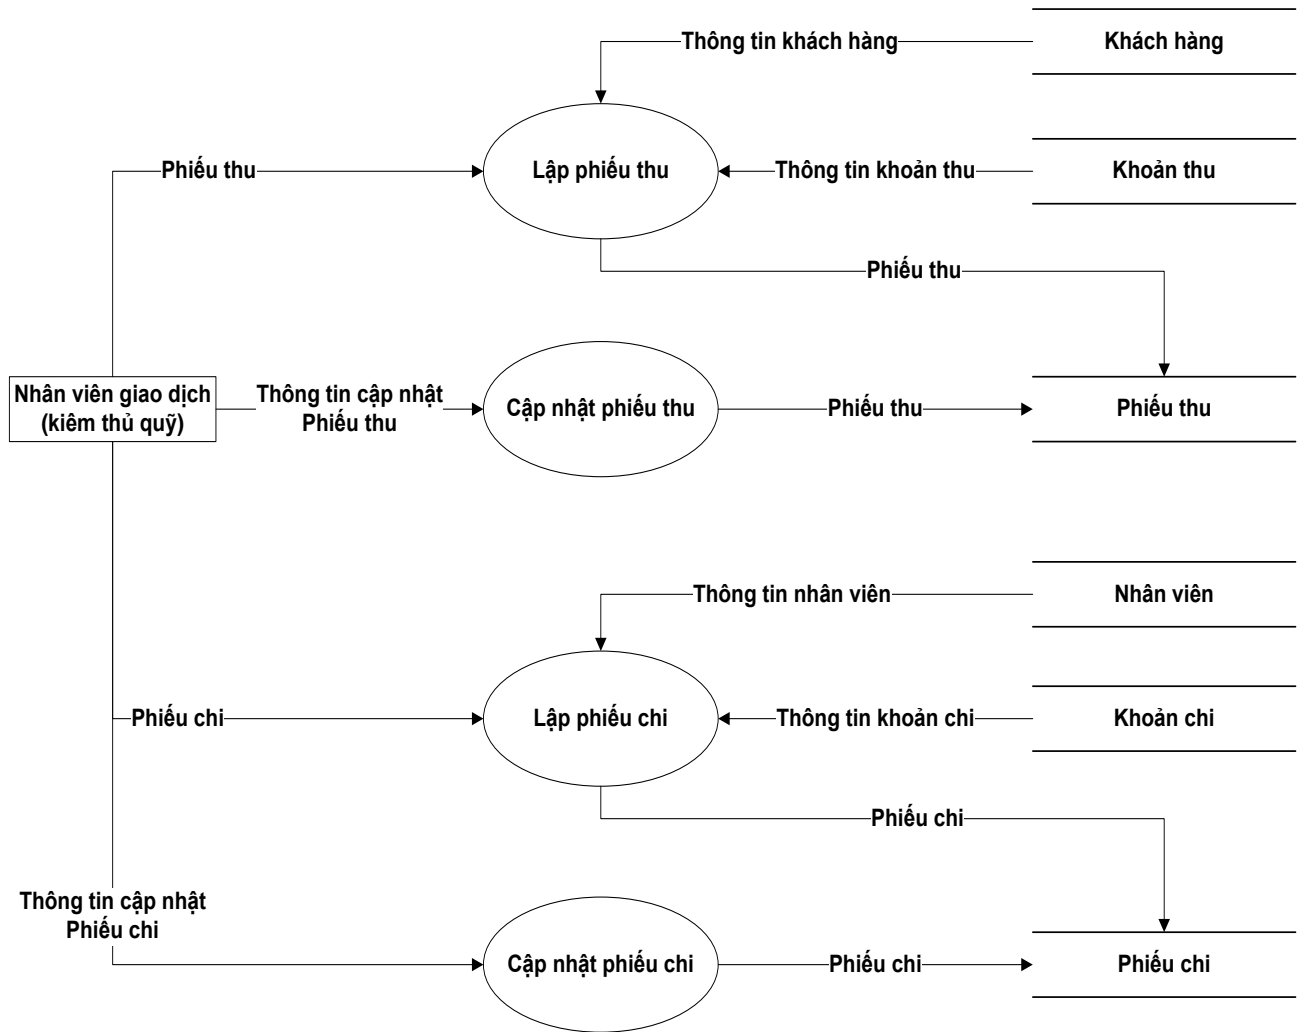 Thông tin khách hàng
Khách hàng
Phiếu thu
Lập phiếu thu
Thông tin khoản thu
Khoản thu
Phiếu thu
Nhân viên giao dịch
(kiêm thủ quỹ)
Thông tin cập nhật
Phiếu thu
Cập nhật phiếu thu
Phiếu thu
Phiếu thu
Thông tin nhân viên
Nhân viên
Phiếu chi
Lập phiếu chi
Thông tin khoản chi
Khoản chi
Phiếu chi
Thông tin cập nhật
Phiếu chi
Cập nhật phiếu chi
Phiếu chi
Phiếu chi